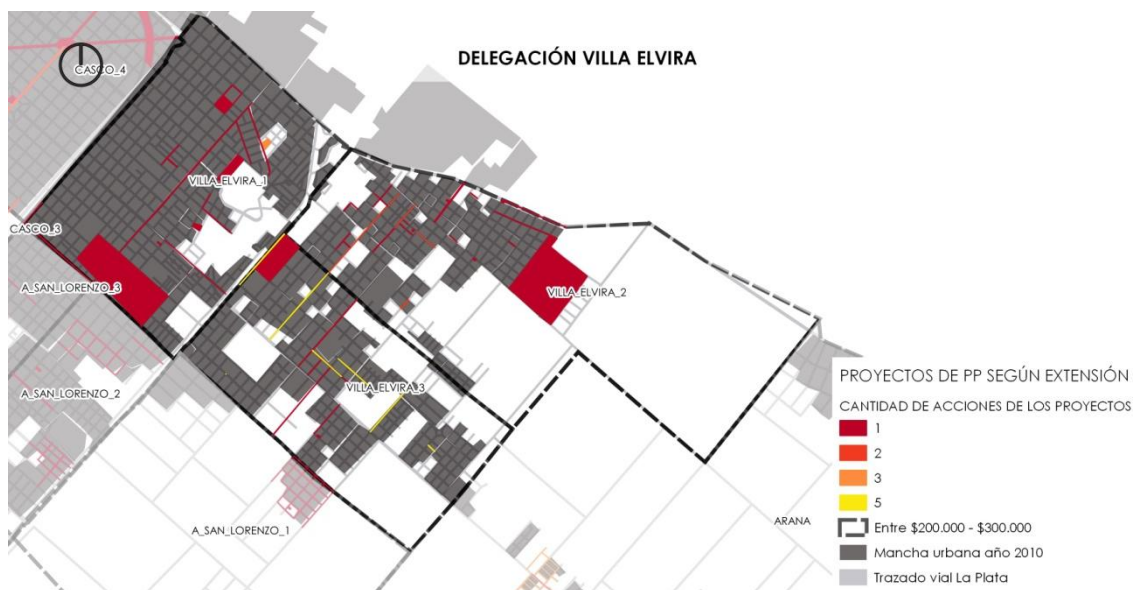 DELEGACIÓN VILLA ELVIRA
CASCO_4
VILLA_ELVIRA_1
CASCO_3
A_SAN_LORENZO_3
VILLA_ELVIRA_2
A_SAN_LORENZO_2
VILLA_ELVIRA_3
A_SAN_LORENZO_1
ARANA
PROYECTOS DE PP SEGÚN EXTENSIÓN
CANTIDAD DE ACCIONES DE LOS PROYECTOS
1
2
3
5
Entre $200.000 - $300.000
Mancha urbana año 2010
Trazado vial La Plata